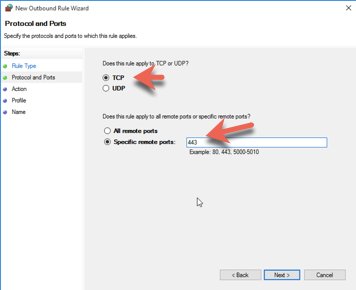 New Outbound Rule Wizard
Protocol and Ports
Specify the protocols and ports to which this rule applies.
Steps:
Rule Type
Protocol and Ports
Action
Profile
Name
Does this rule apply to TCP or UDP?
TCP
UDP
Does this rule apply to all remote ports or specific remote ports?
All remote ports
Specific remote ports:
443
Example: 80, 443, 5000-5010
< Back
Next >
Cancel